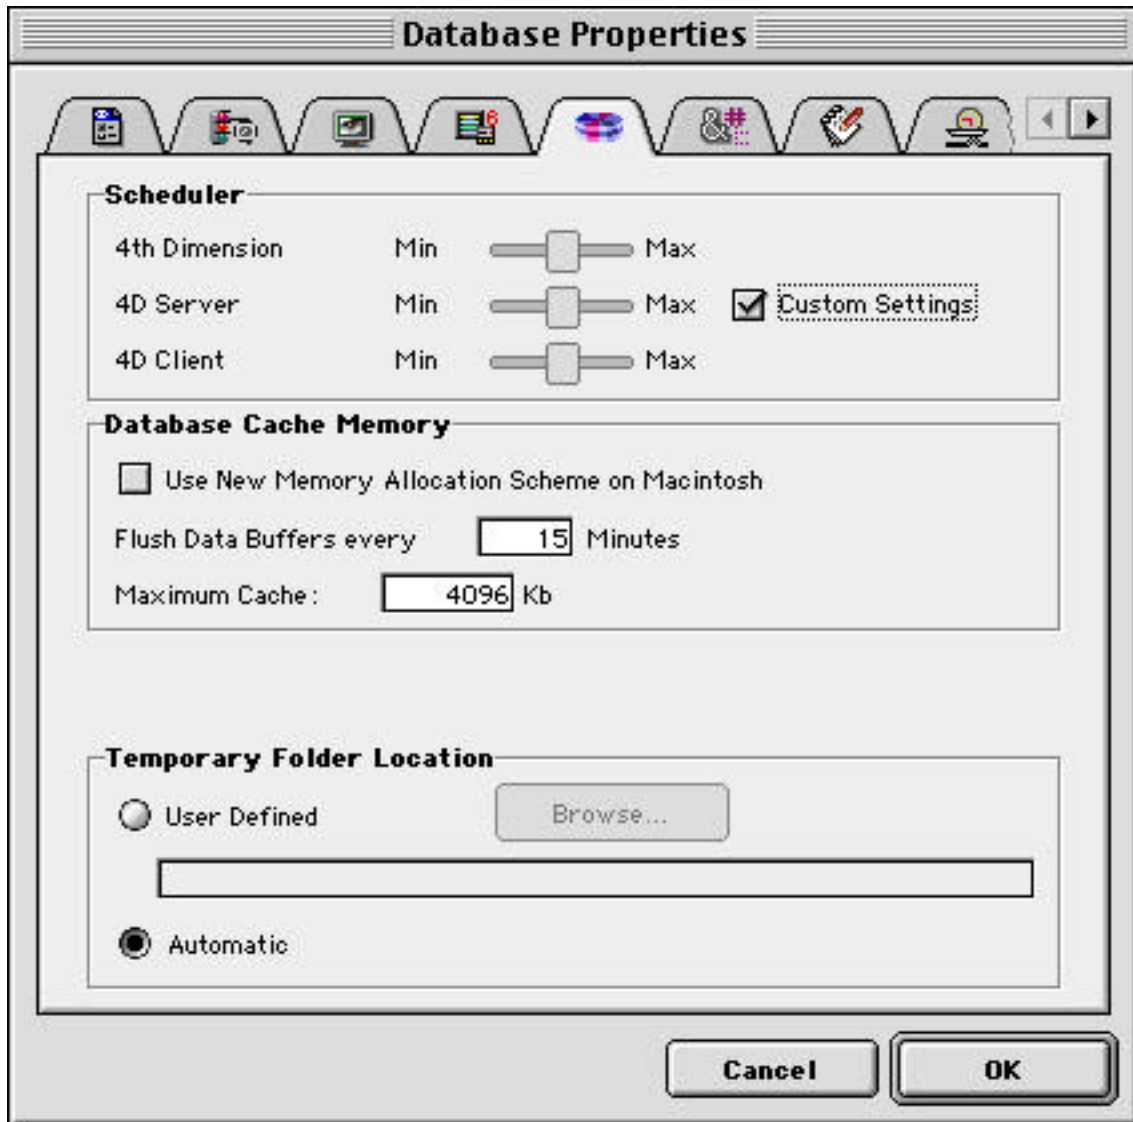 Database Properties
Scheduler
4th Dimension Min Max
4D Server Min Max Custom Settings
4D Client Min Max
Database Cache Memory
Use New Memory Allocation Scheme on Macintosh
Flush Data Buffers every 15 Minutes
Maximum Cache: 4096 Kb
Temporary Folder Location
User Defined Browse...
Automatic
Cancel OK